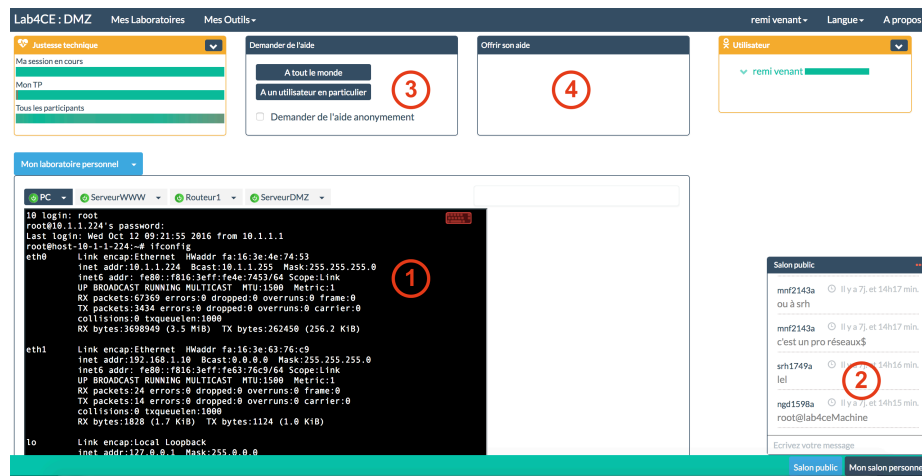 Lab4CE : DMZ Mes Laboratoires Mes Outils remi venant Langue A propos
Justesse technique
Ma session en cours
Mon TP
Tous les participants
Demander de l'aide
A tout le monde
A un utilisateur en particulier
Demander de l'aide anonymement
3
Offrir son aide
4
Utilisateur
remi venant
Mon laboratoire personnel
PC ServeurWWW Routeur1 ServeurDMZ
10 login: root
root@10.1.1.224's password:
Last login: Wed Oct 12 09:21:55 2016 from 10.1.1.1
root@host-10-1-1-224:~# ifconfig
eth0 Link encap:Ethernet HWaddr fa:16:3e:4e:74:53
inet addr:10.1.1.224 Bcast:10.1.1.255 Mask:255.255.255.0
inet6 addr: fe80::f816:3eff:fe4e:7453/64 Scope:Link
UP BROADCAST RUNNING MULTICAST MTU:1500 Metric:1
RX packets:67369 errors:0 dropped:0 overruns:0 frame:0
TX packets:3434 errors:0 dropped:0 overruns:0 carrier:0
collisions:0 txqueuelen:1000
RX bytes:3698949 (3.5 MiB) TX bytes:262450 (256.2 KiB)
eth1 Link encap:Ethernet HWaddr fa:16:3e:63:76:c9
inet addr:192.168.1.10 Bcast:0.0.0.0 Mask:255.255.255.0
inet6 addr: fe80::f816:3eff:fe63:76c9/64 Scope:Link
UP BROADCAST RUNNING MULTICAST MTU:1500 Metric:1
RX packets:24 errors:0 dropped:0 overruns:0 frame:0
TX packets:14 errors:0 dropped:0 overruns:0 carrier:0
collisions:0 txqueuelen:1000
RX bytes:1828 (1.7 KiB) TX bytes:1124 (1.0 KiB)
lo Link encap:Local Loopback
inet addr:127.0.0.1 Mask:255.0.0.0
1
Salon public
mnf2143a Il y a 7j. et 14h17 min.
ou à srh
mnf2143a Il y a 7j. et 14h17 min.
c'est un pro réseaux$
srh1749a Il y a 7j. et 14h16 min.
lel
2
ngd1598a Il y a 7j. et 14h15 min.
root@lab4ceMachine
Ecrivez votre message
Salon public Mon salon personne